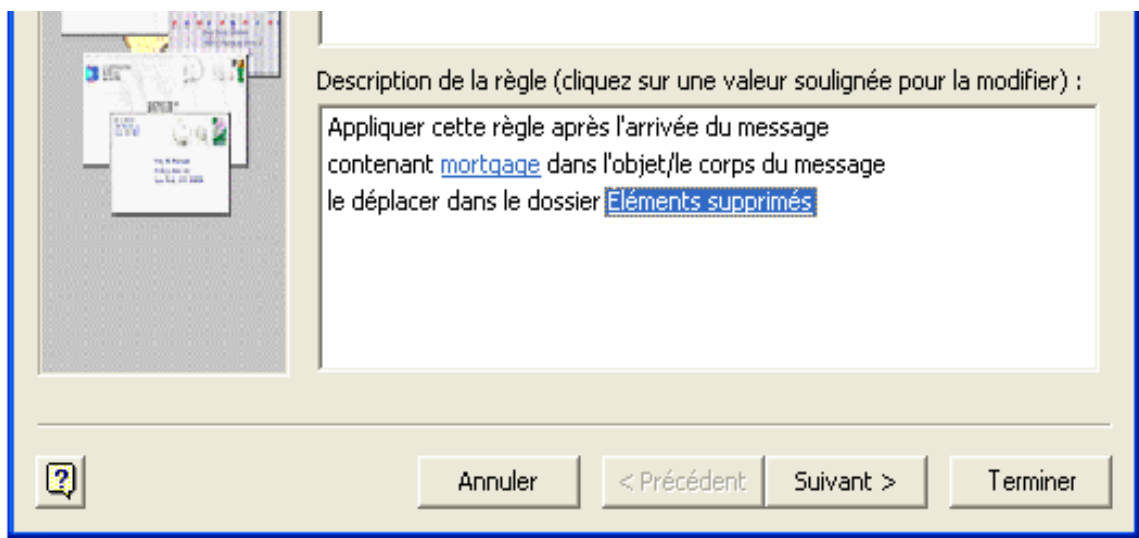 Description de la règle (cliquez sur une valeur soulignée pour la modifier) :
Appliquer cette règle après l'arrivée du message
contenant mortgage dans l'objet/le corps du message
le déplacer dans le dossier Eléments supprimés
?
Annuler
< Précédent
Suivant >
Terminer